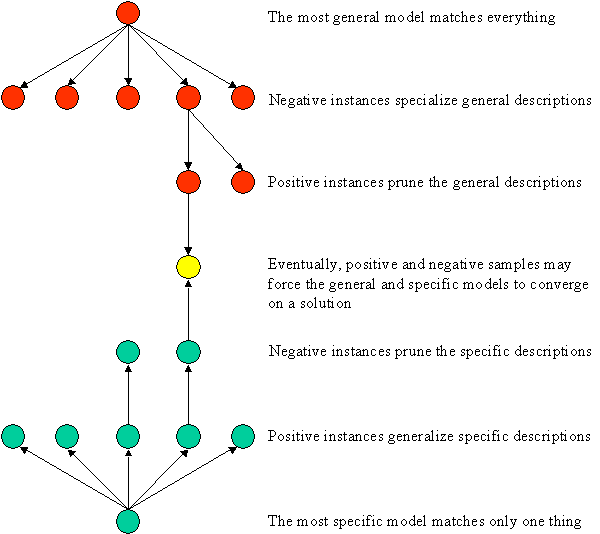 The most general model matches everything
Negative instances specialize general descriptions
Positive instances prune the general descriptions
Eventually, positive and negative samples may
force the general and specific models to converge
on a solution
Negative instances prune the specific descriptions
Positive instances generalize specific descriptions
The most specific model matches only one thing